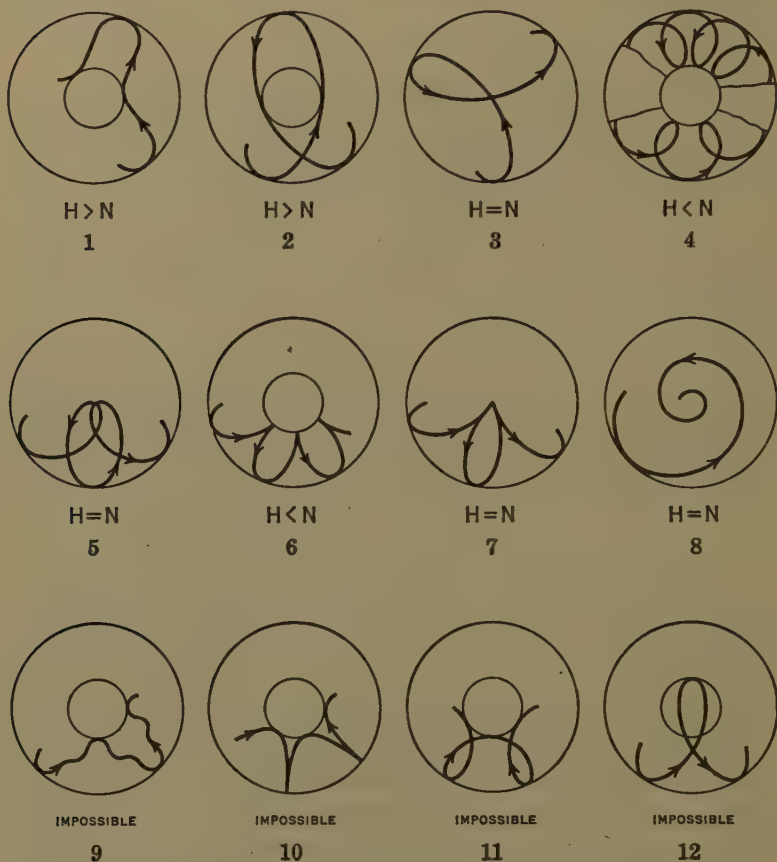 H>N H>N H=N H<N
1 2 3 4
H=N H<N H=N H=N
5 6 7 8
IMPOSSIBLE IMPOSSIBLE IMPOSSIBLE IMPOSSIBLE
9 10 11 12